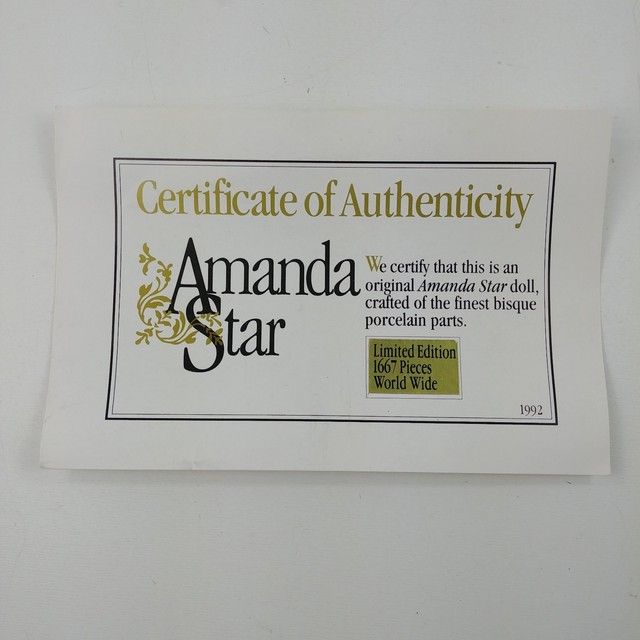 Certificate of Authenticity
Amanda
Star
We certify that this is an
original Amanda Star doll,
crafted of the finest bisque
porcelain parts.
Limited Edition
1667 Pieces
World Wide
1992